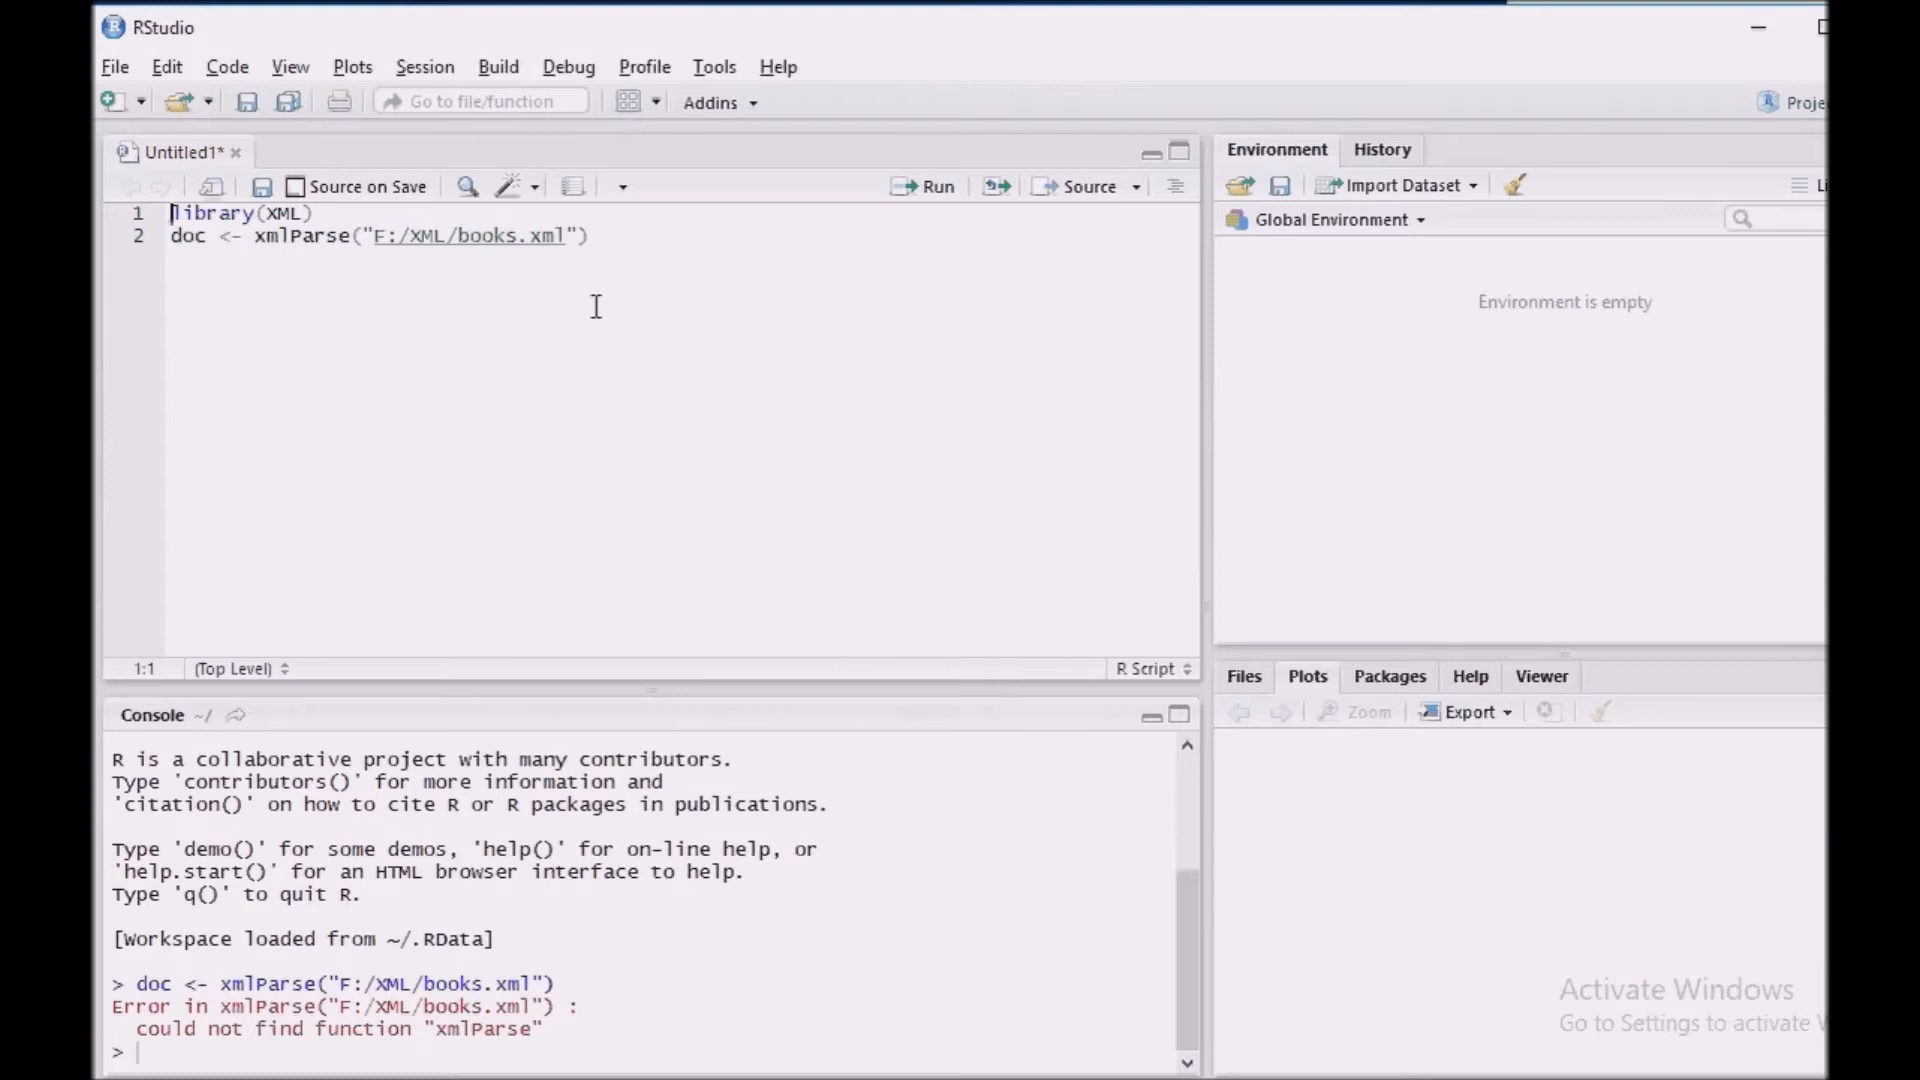 RStudio
File Edit Code View Plots Session Build Debug Profile Tools Help
Go to file/function Addins
Untitled1*
Source on Save Run Source
1 library(XML)
2 doc <- xmlParse("F:/XML/books.xml")
1:1 (Top Level) R Script
Console ~/
R is a collaborative project with many contributors.
Type 'contributors()' for more information and
'citation()' on how to cite R or R packages in publications.
Type 'demo()' for some demos, 'help()' for on-line help, or
'help.start()' for an HTML browser interface to help.
Type 'q()' to quit R.
[Workspace loaded from ~/.RData]
> doc <- xmlParse("F:/XML/books.xml")
Error in xmlParse("F:/XML/books.xml") :
could not find function "xmlParse"
>
Environment History
Import Dataset
Global Environment
Environment is empty
Files Plots Packages Help Viewer
Zoom Export
Activate Windows
Go to Settings to activate